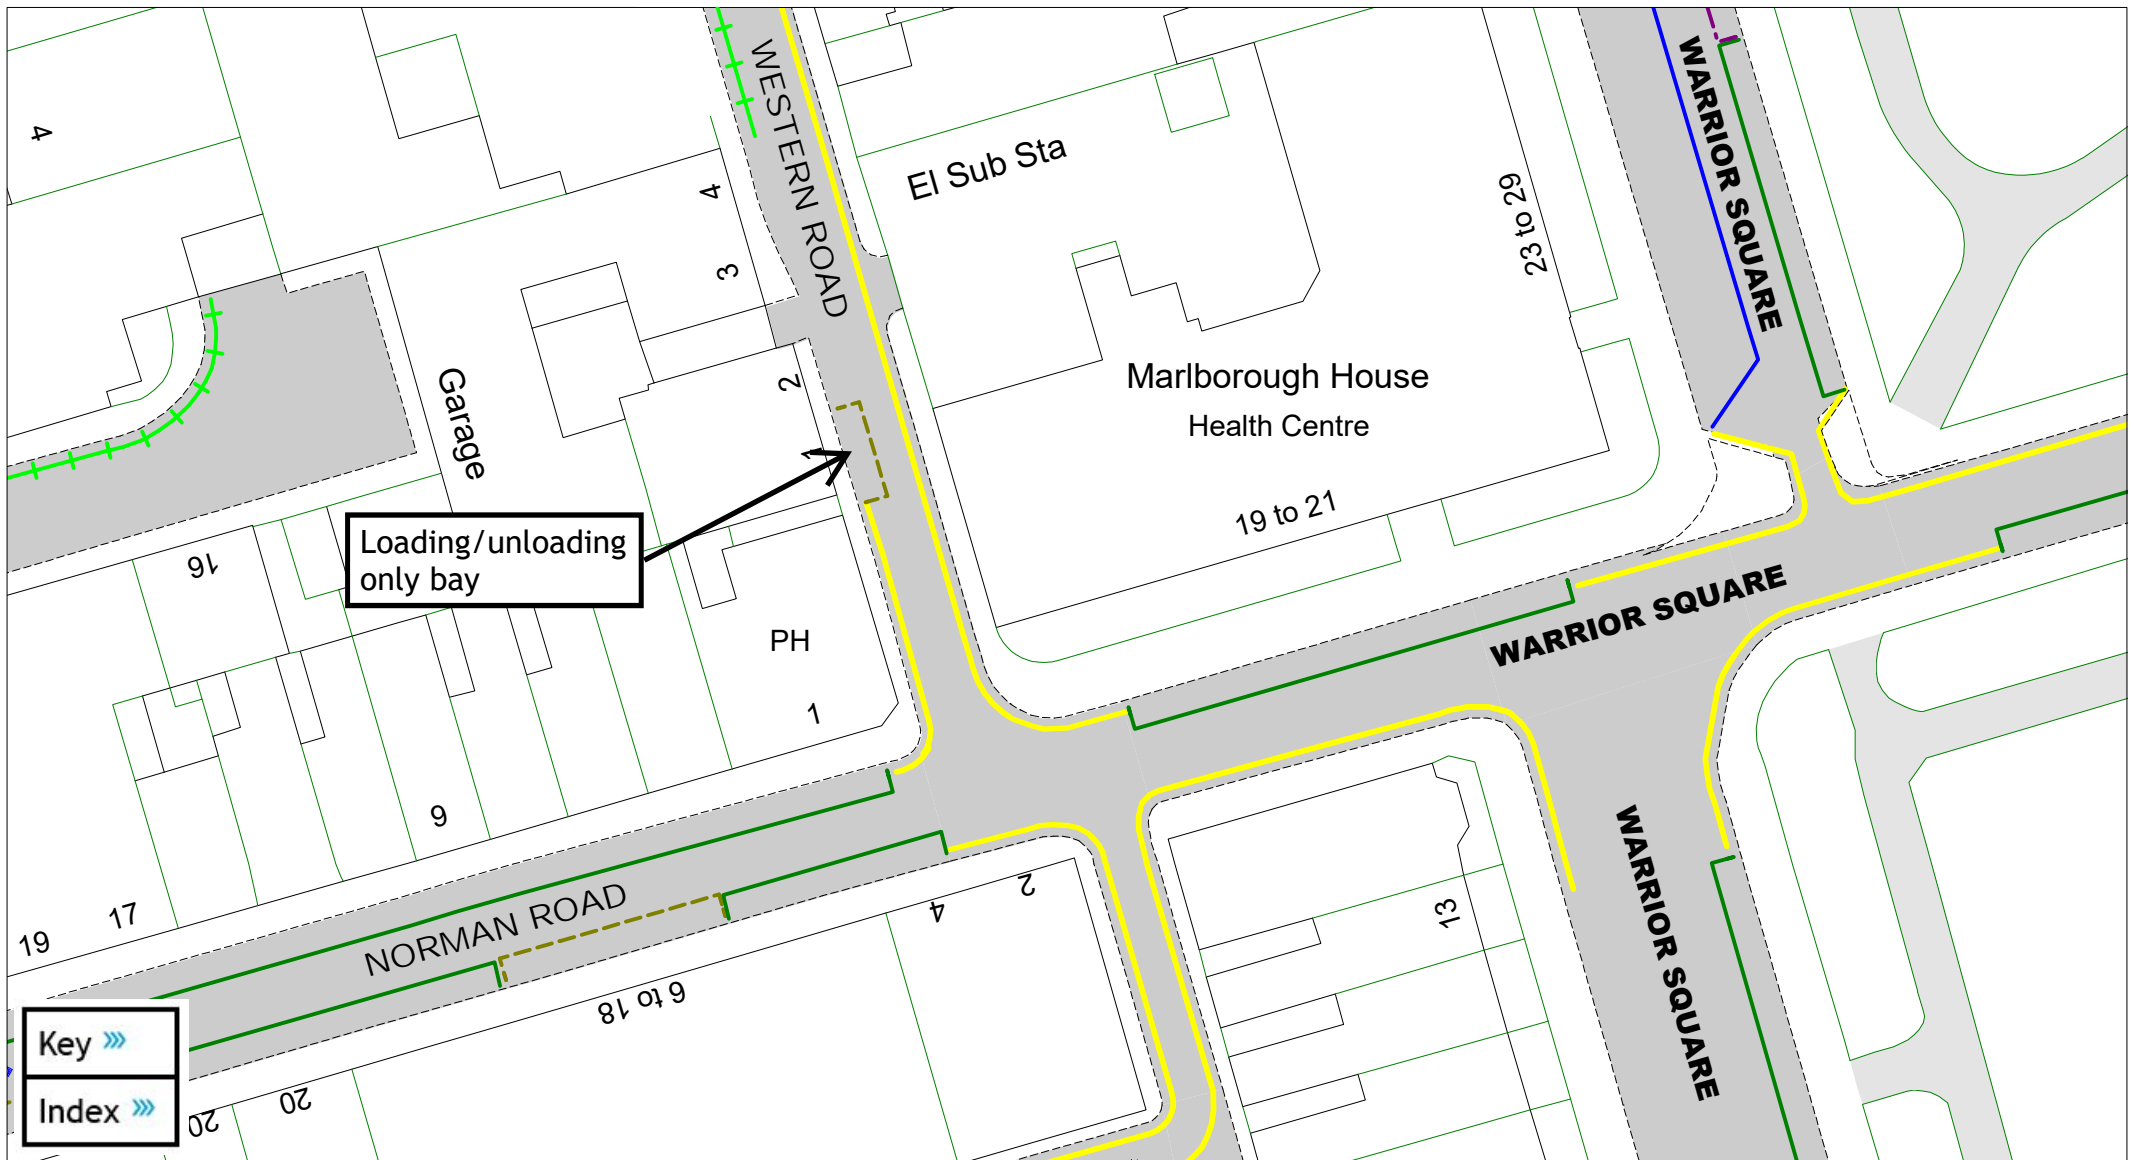 4
WESTERN ROAD
WARRIOR SQUARE
El Sub Sta
4
3
23 to 29
2
Garage
Marlborough House
Health Centre
1
19 to 21
Loading/unloading
only bay
16
PH
1
WARRIOR SQUARE
9
17
19
NORMAN ROAD
2
4
13
WARRIOR SQUARE
6 to 18
Key
Index
20
20